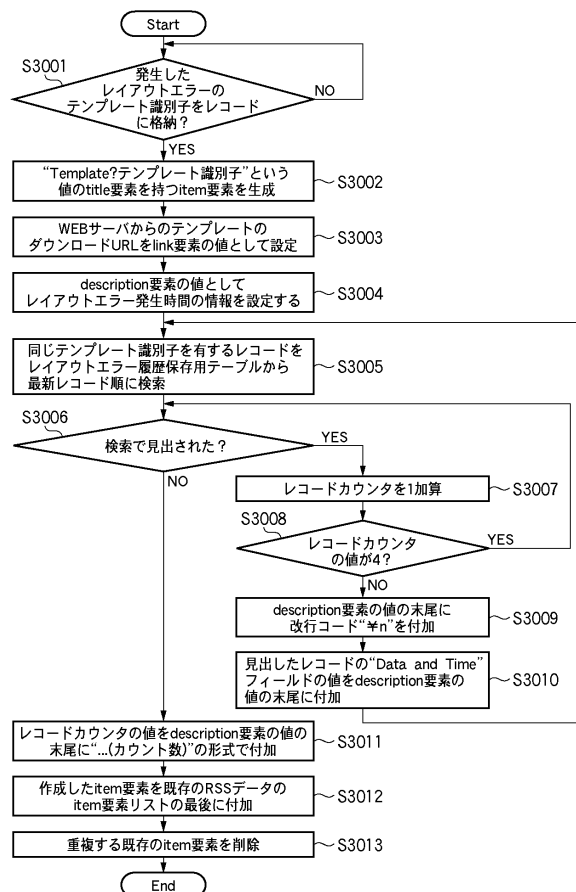 Start
S3001
発生した
レイアウトエラーの
テンプレート識別子をレコード
に格納？
NO
YES
“Template?テンプレート識別子”という
値のtitle要素を持つitem要素を生成
S3002
WEBサーバからのテンプレートの
ダウンロードURLをlink要素の値として設定
S3003
description要素の値として
レイアウトエラー発生時間の情報を設定する
S3004
同じテンプレート識別子を有するレコードを
レイアウトエラー履歴保存用テーブルから
最新レコード順に検索
S3005
S3006
検索で見出された？
YES
NO
レコードカウンタを1加算
S3007
S3008
レコードカウンタ
の値が4？
YES
NO
description要素の値の末尾に
改行コード“¥n”を付加
S3009
見出したレコードの“Data and Time”
フィールドの値をdescription要素の
値の末尾に付加
S3010
レコードカウンタの値をdescription要素の値の
末尾に“...(カウント数)”の形式で付加
S3011
作成したitem要素を既存のRSSデータの
item要素リストの最後に付加
S3012
重複する既存のitem要素を削除
S3013
End